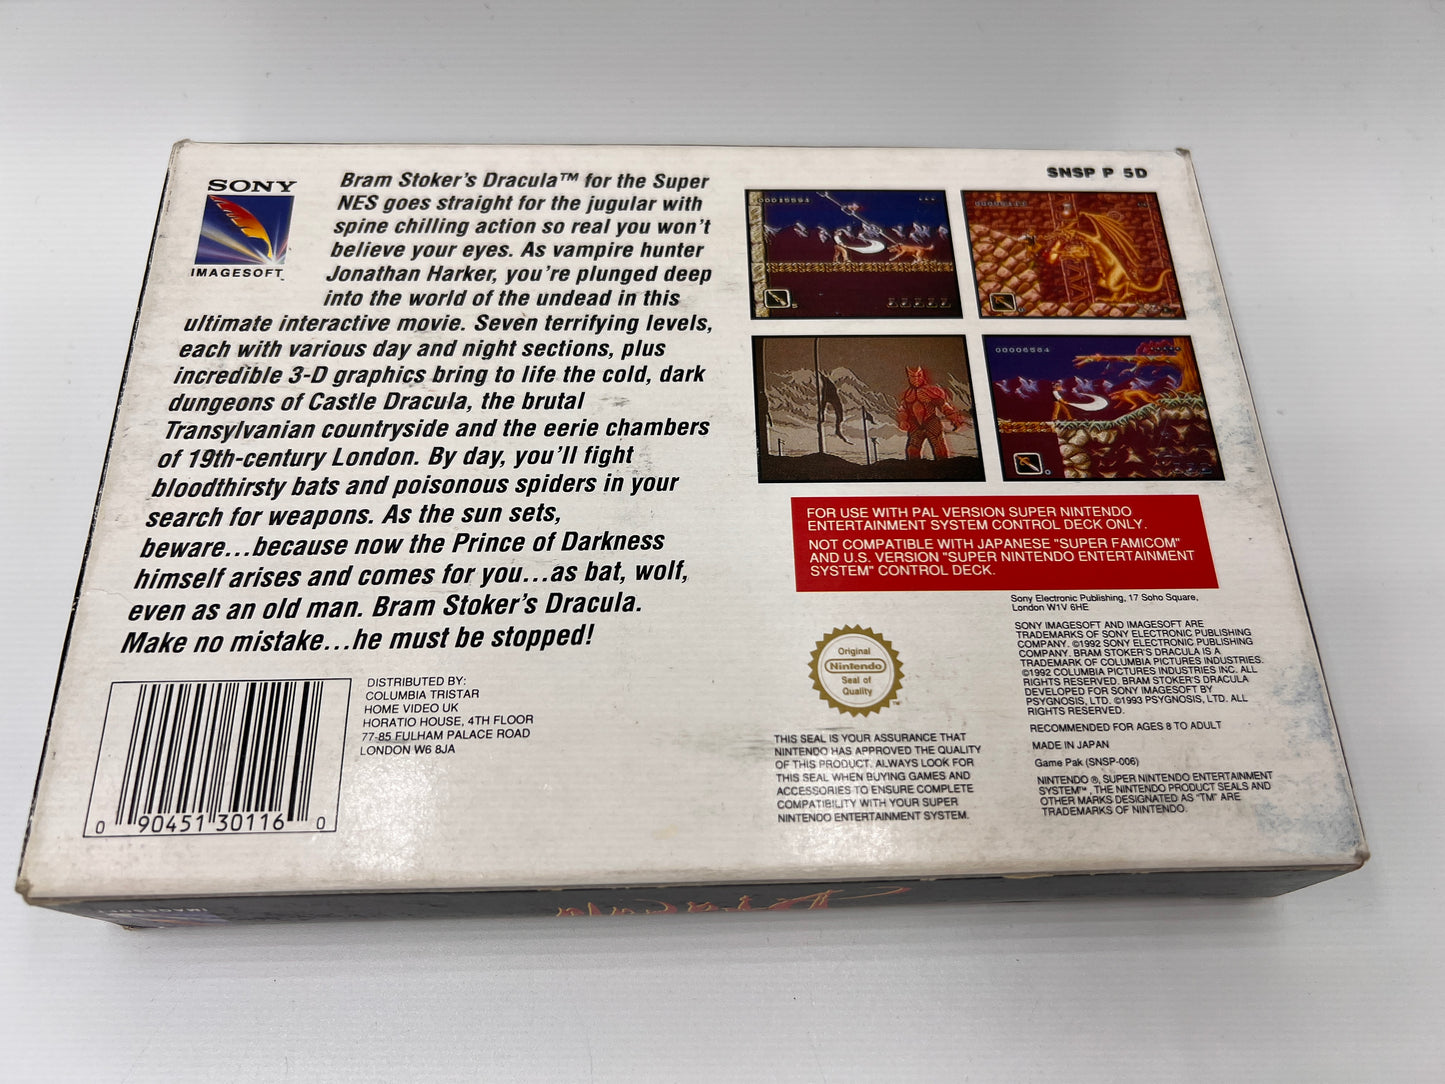 SONY
IMAGESOFT
Bram Stoker's Dracula™ for the Super
NES goes straight for the jugular with
spine chilling action so real you won't
believe your eyes. As vampire hunter
Jonathan Harker, you're plunged deep
into the world of the undead in this
ultimate interactive movie. Seven terrifying levels,
each with various day and night sections, plus
incredible 3-D graphics bring to life the cold, dark
dungeons of Castle Dracula, the brutal
Transylvanian countryside and the eerie chambers
of 19th-century London. By day, you'll fight
bloodthirsty bats and poisonous spiders in your
search for weapons. As the sun sets,
beware...because now the Prince of Darkness
himself arises and comes for you...as bat, wolf,
even as an old man. Bram Stoker's Dracula.
Make no mistake...he must be stopped!
DISTRIBUTED BY:
COLUMBIA TRISTAR
HOME VIDEO UK
HORATIO HOUSE, 4TH FLOOR
77-85 FULHAM PALACE ROAD
LONDON W6 8JA
0 90451 30116 0
SNSP P 5D
00006584
FOR USE WITH PAL VERSION SUPER NINTENDO
ENTERTAINMENT SYSTEM CONTROL DECK ONLY.
NOT COMPATIBLE WITH JAPANESE "SUPER FAMICOM"
AND U.S. VERSION "SUPER NINTENDO ENTERTAINMENT
SYSTEM" CONTROL DECK.
Original
Nintendo
Seal of
Quality
TM
THIS SEAL IS YOUR ASSURANCE THAT
NINTENDO HAS APPROVED THE QUALITY
OF THIS PRODUCT. ALWAYS LOOK FOR
THIS SEAL WHEN BUYING GAMES AND
ACCESSORIES TO ENSURE COMPLETE
COMPATIBILITY WITH YOUR SUPER
NINTENDO ENTERTAINMENT SYSTEM.
Sony Electronic Publishing, 17 Soho Square,
London W1V 6HE
SONY IMAGESOFT AND IMAGESOFT ARE
TRADEMARKS OF SONY ELECTRONIC PUBLISHING
COMPANY. ©1992 SONY ELECTRONIC PUBLISHING
COMPANY. BRAM STOKER'S DRACULA IS A
TRADEMARK OF COLUMBIA PICTURES INDUSTRIES.
©1992 COLUMBIA PICTURES INDUSTRIES INC. ALL
RIGHTS RESERVED. BRAM STOKER'S DRACULA
DEVELOPED FOR SONY IMAGESOFT BY
PSYGNOSIS, LTD. ©1993 PSYGNOSIS, LTD. ALL
RIGHTS RESERVED.
RECOMMENDED FOR AGES 8 TO ADULT
MADE IN JAPAN
Game Pak (SNSP-006)
NINTENDO ®, SUPER NINTENDO ENTERTAINMENT
SYSTEM™, THE NINTENDO PRODUCT SEALS AND
OTHER MARKS DESIGNATED AS "TM" ARE
TRADEMARKS OF NINTENDO.
IMAGESOFT